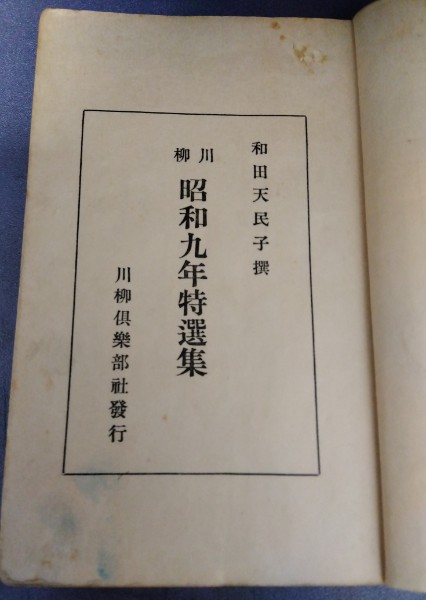 和田天民子撰
川柳
昭和九年特選集
川柳倶樂部社發行